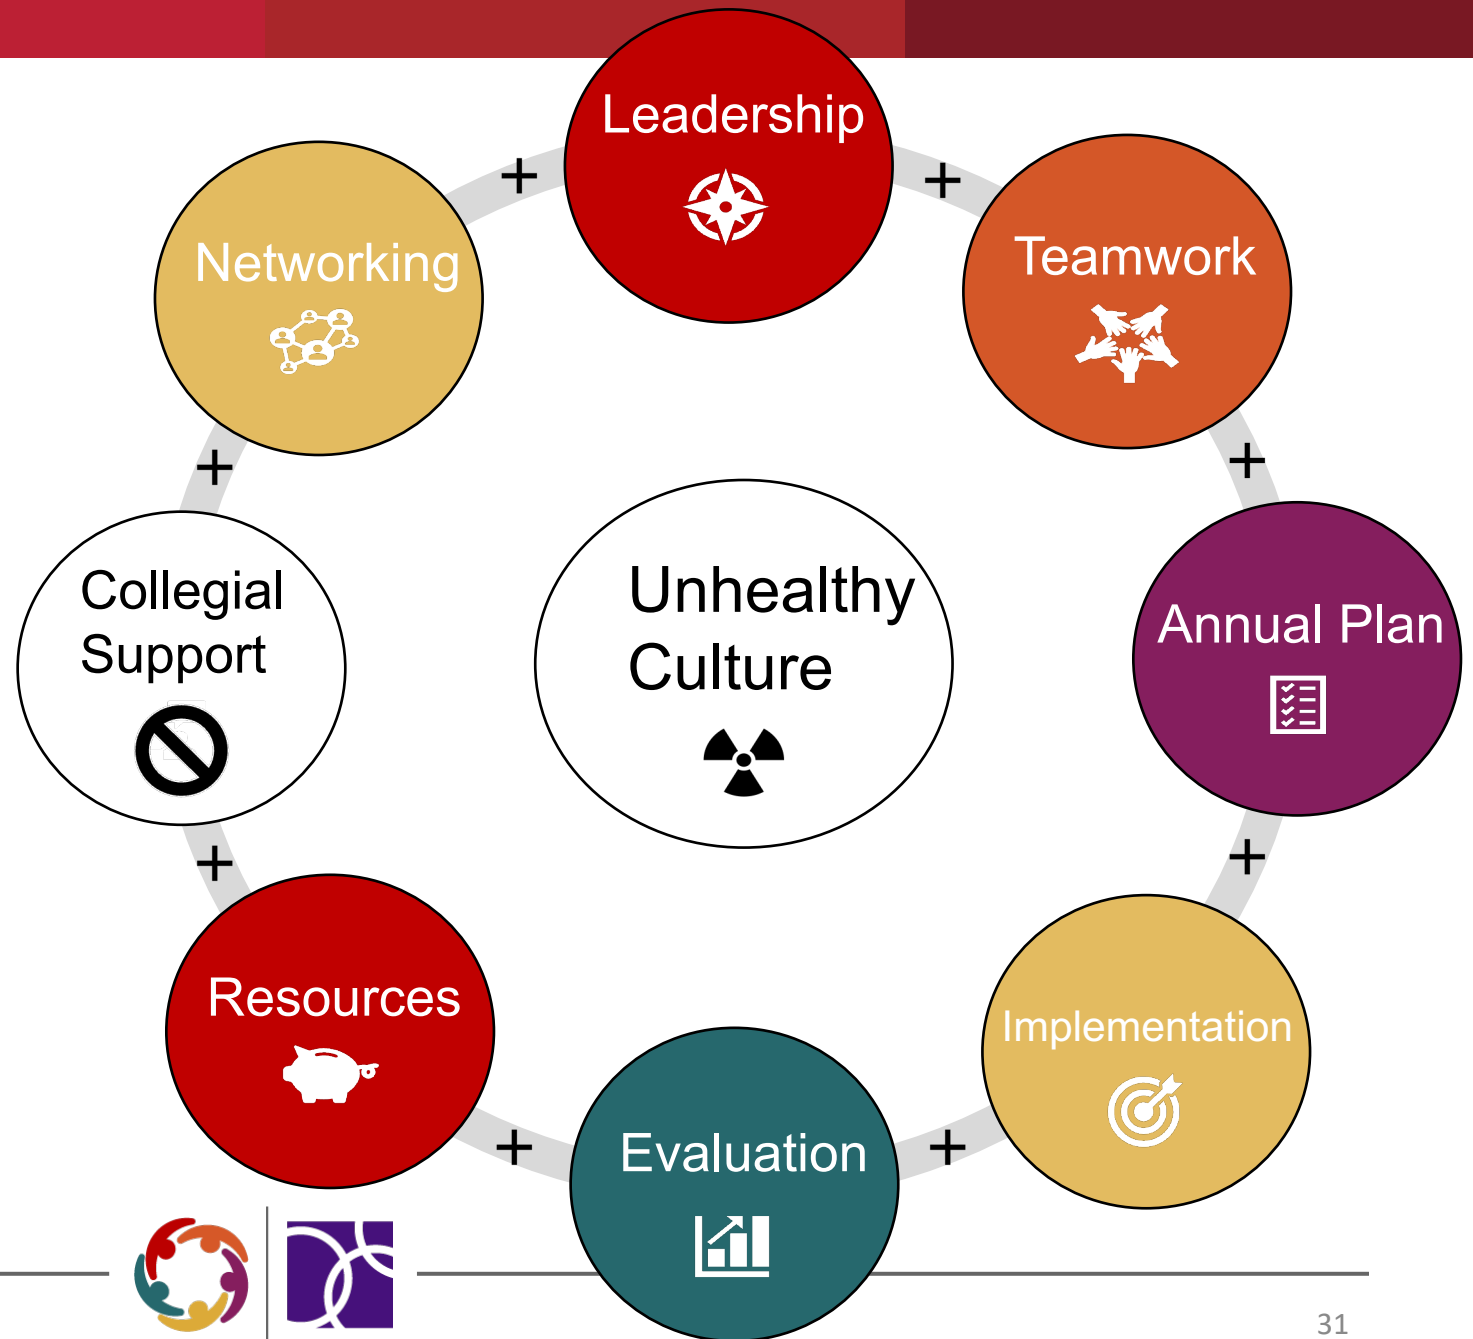 Leadership
+
Teamwork
+
Annual Plan
+
Implementation
+
Evaluation
+
Resources
+
Collegial
Support
+
Networking
+
Unhealthy
Culture
31